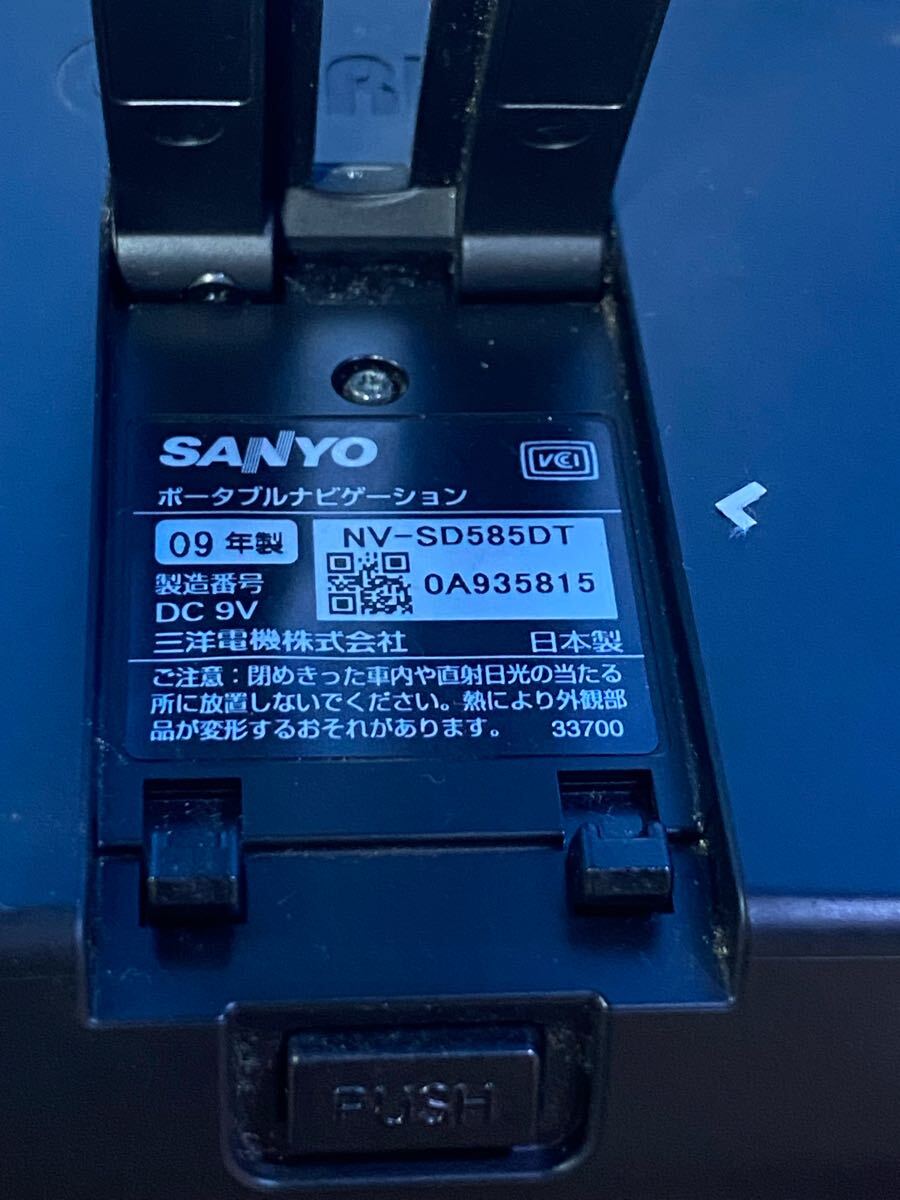 SANYO
VCI
ポータブルナビゲーション
09 年製
NV-SD585DT
製造番号
0A935815
DC 9V
三洋電機株式会社 日本製
ご注意：閉めきった車内や直射日光の当たる
所に放置しないでください。熱により外観部
品が変形するおそれがあります。 33700
PUSH